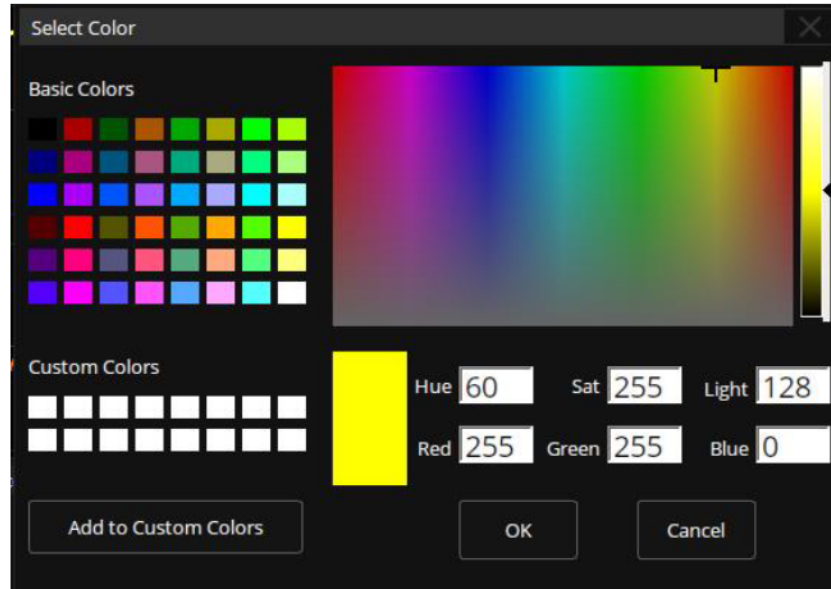 Select Color
Basic Colors
Custom Colors
Hue 60 Sat 255 Light 128
Red 255 Green 255 Blue 0
Add to Custom Colors OK Cancel